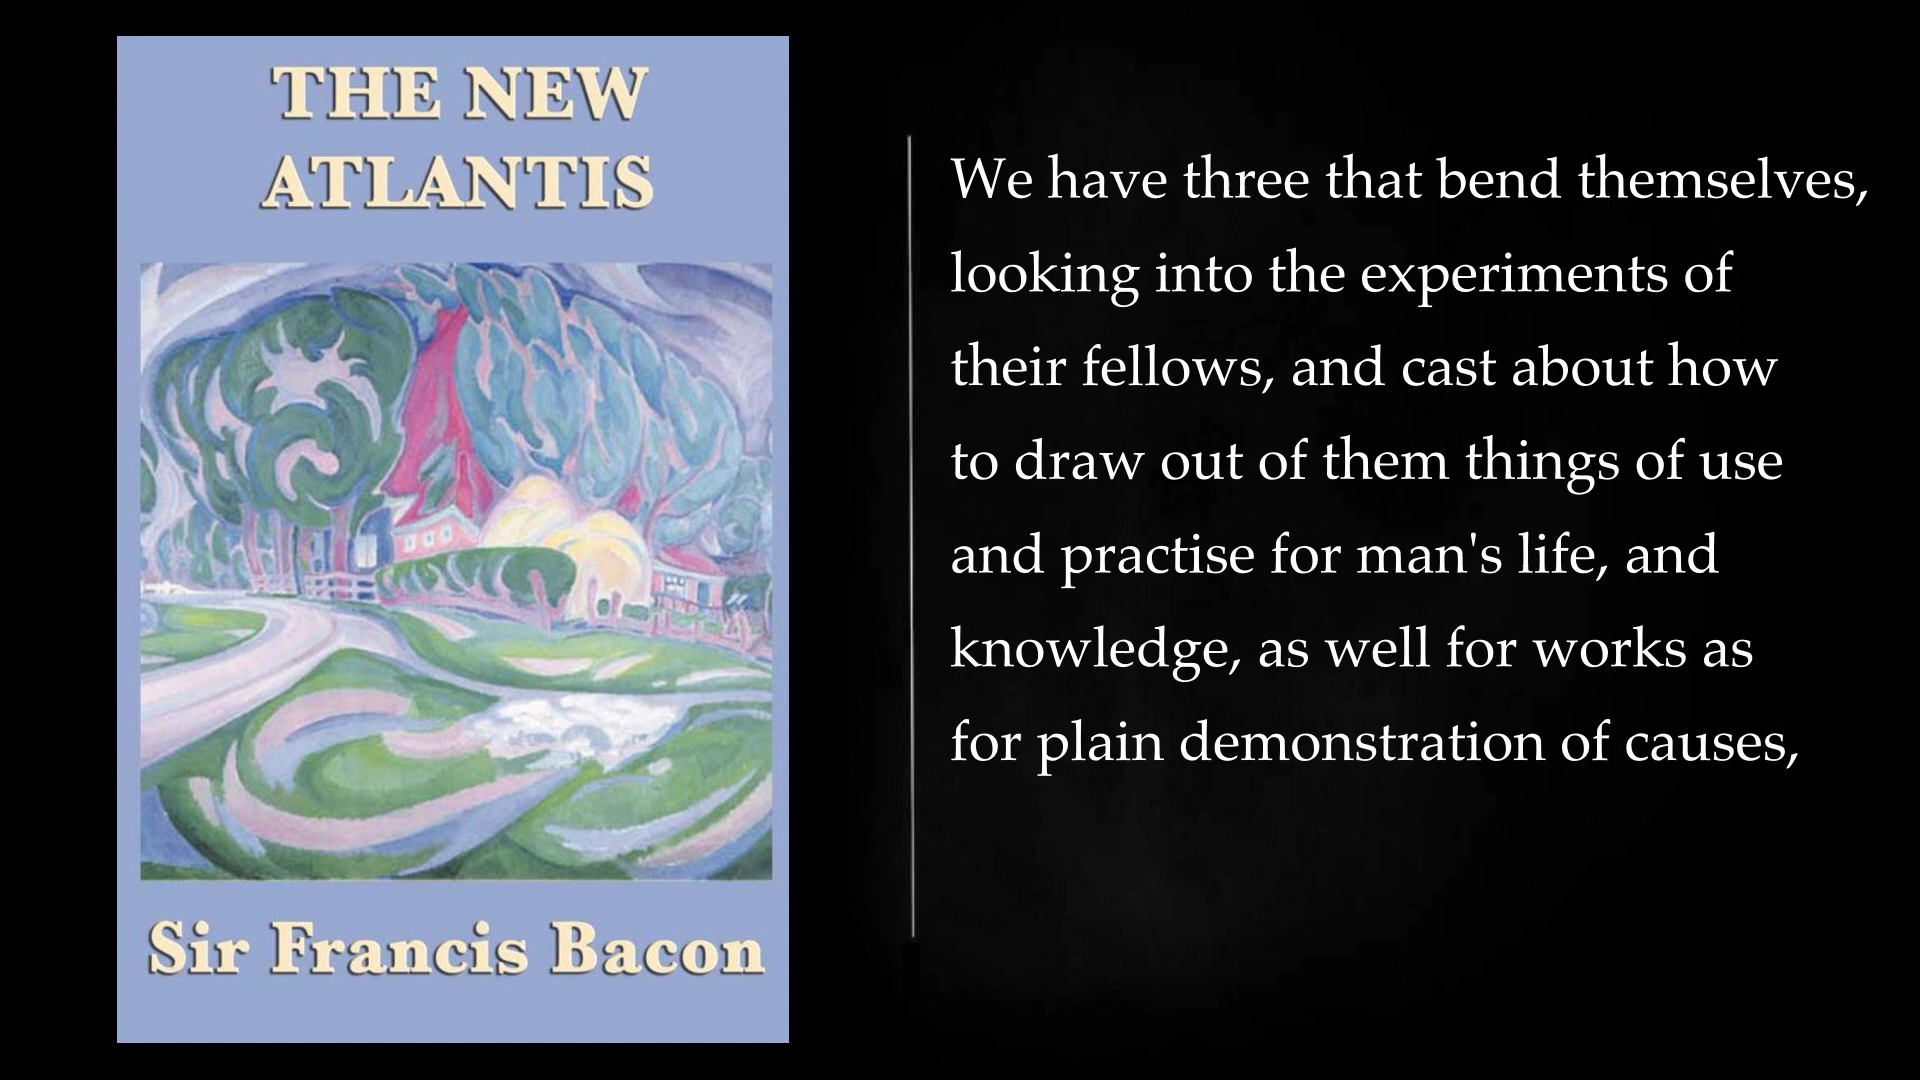 THE NEW
ATLANTIS
Sir Francis Bacon
We have three that bend themselves,
looking into the experiments of
their fellows, and cast about how
to draw out of them things of use
and practise for man's life, and
knowledge, as well for works as
for plain demonstration of causes,